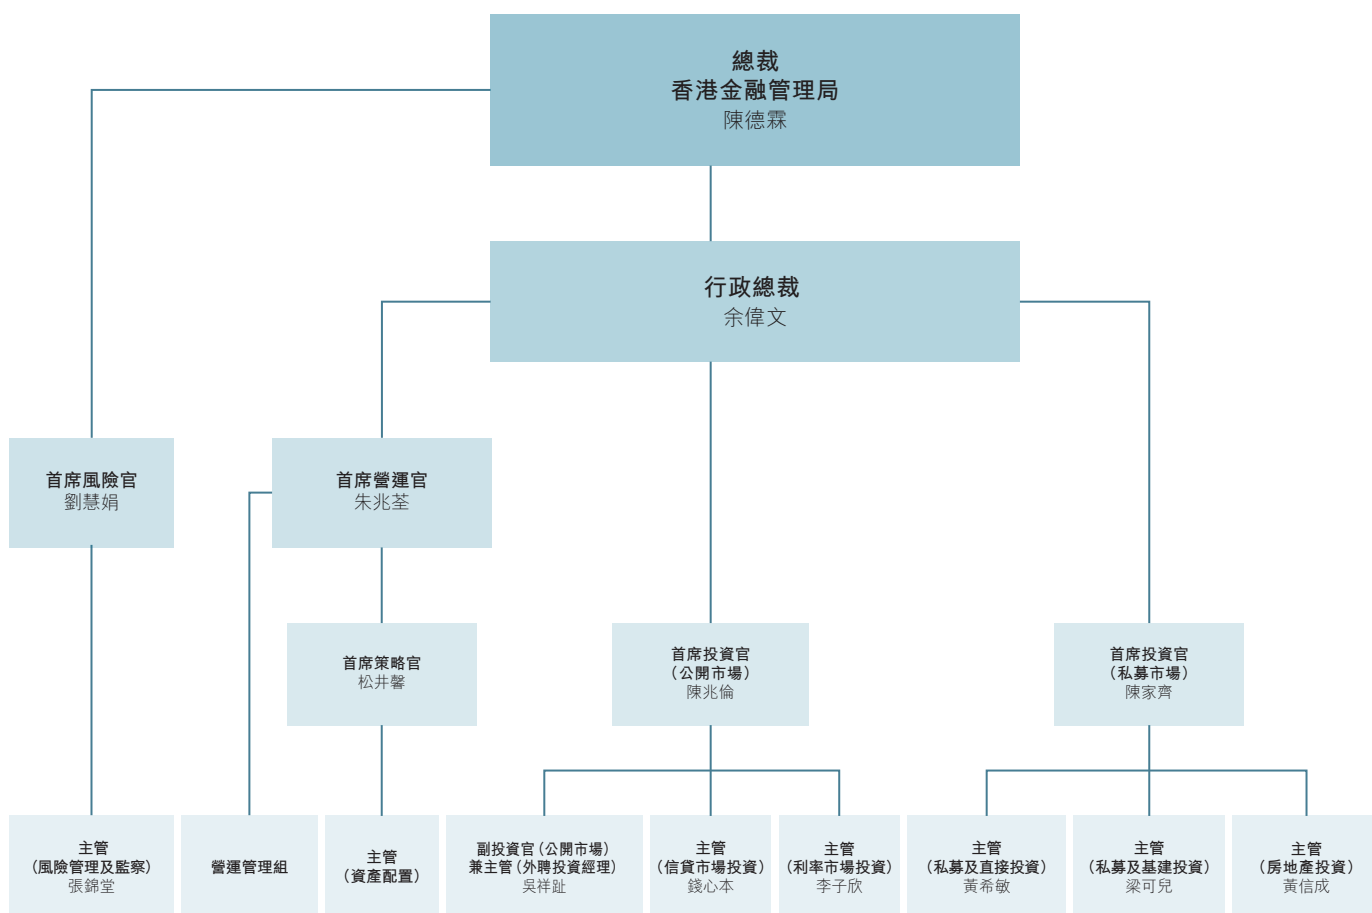 總裁
香港金融管理局
陳德霖
行政總裁
余偉文
首席風險官
劉慧娟
首席營運官
朱兆荃
首席策略官
松井馨
首席投資官
（公開市場）
陳兆倫
首席投資官
（私募市場）
陳家齊
主管
（風險管理及監察）
張錦堂
營運管理組
主管
（資產配置）
副投資官（公開市場）
兼主管（外聘投資經理）
吳祥趾
主管
（信貸市場投資）
錢心本
主管
（利率市場投資）
李子欣
主管
（私募及直接投資）
黃希敏
主管
（私募及基建投資）
梁可兒
主管
（房地產投資）
黃信成